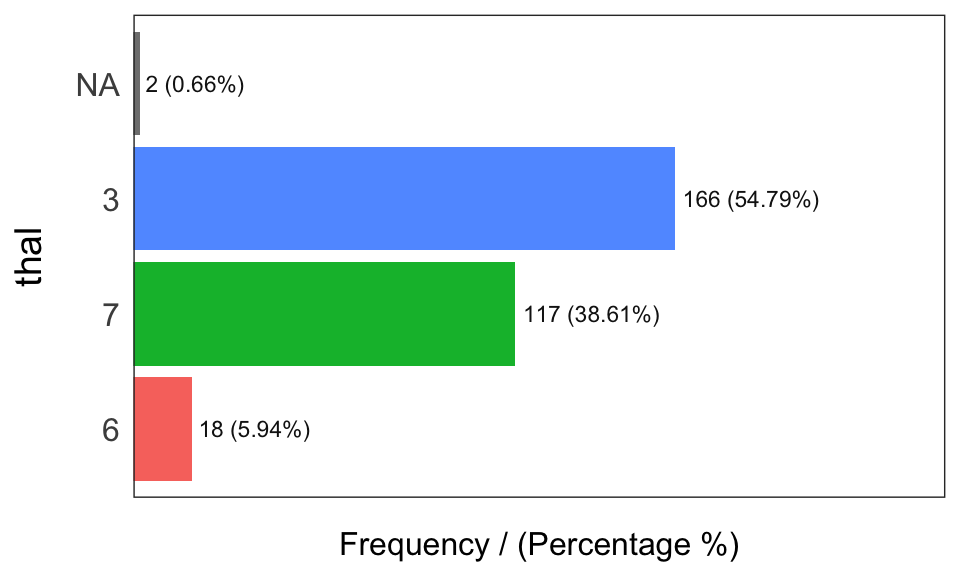 NA
2 (0.66%)
3
166 (54.79%)
thal
7
117 (38.61%)
6
18 (5.94%)
Frequency / (Percentage %)